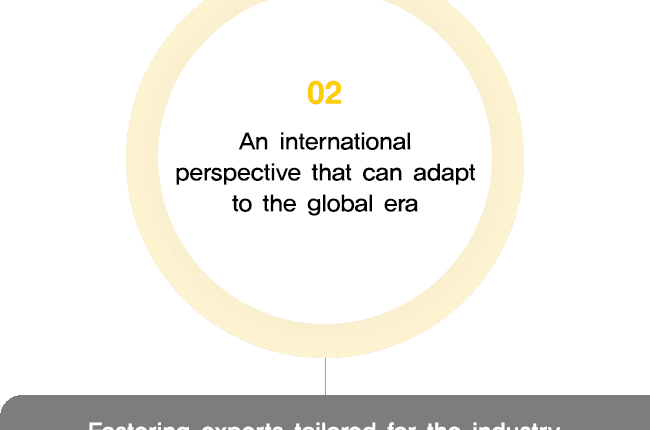 02
An international
perspective that can adapt
to the global era
Fostering experts tailored for the industry